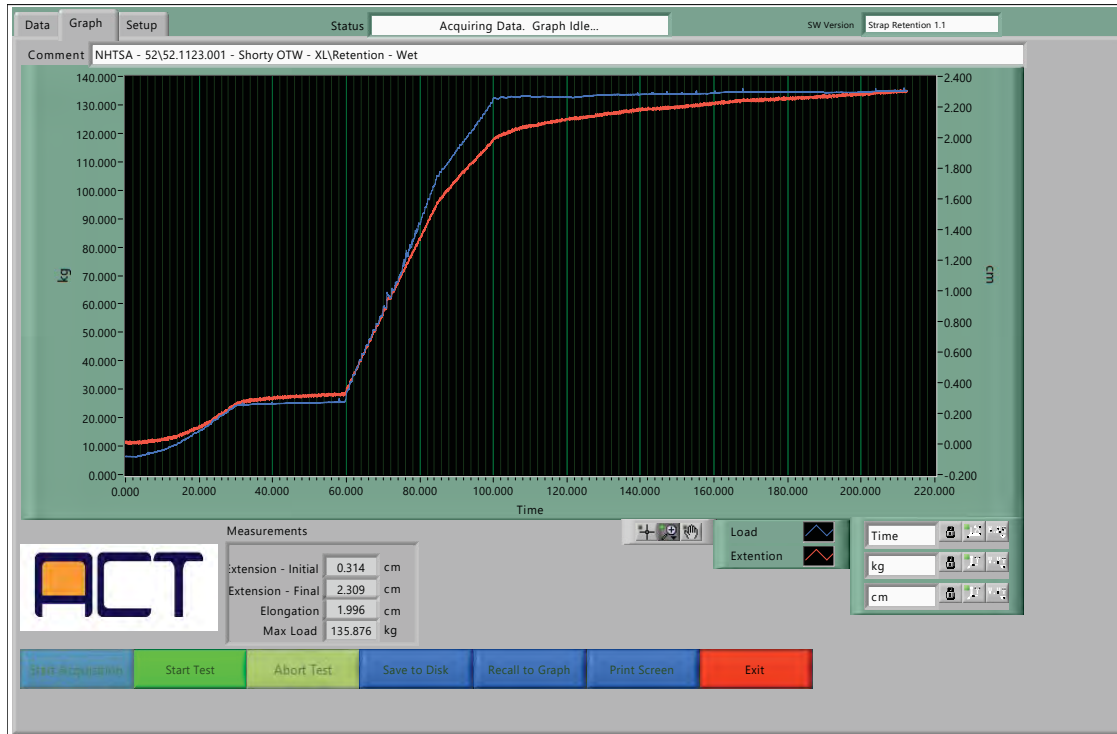 Data Graph Setup Status Acquiring Data. Graph Idle... SW Version Strap Retention 1.1
Comment NHTSA - 52\52.1123.001 - Shorty OTW - XL\Retention - Wet
140.000
130.000
120.000
110.000
100.000
90.000
80.000
70.000
60.000
50.000
40.000
30.000
20.000
10.000
0.000
kg
2.400
2.200
2.000
1.800
1.600
1.400
1.200
1.000
0.800
0.600
0.400
0.200
0.000
-0.200
cm
0.000 20.000 40.000 60.000 80.000 100.000 120.000 140.000 160.000 180.000 200.000 220.000
Time
Load
Extention
Time
kg
cm
ACT
Measurements
Extension - Initial 0.314 cm
Extension - Final 2.309 cm
Elongation 1.996 cm
Max Load 135.876 kg
Start Acquisition Start Test Abort Test Save to Disk Recall to Graph Print Screen Exit